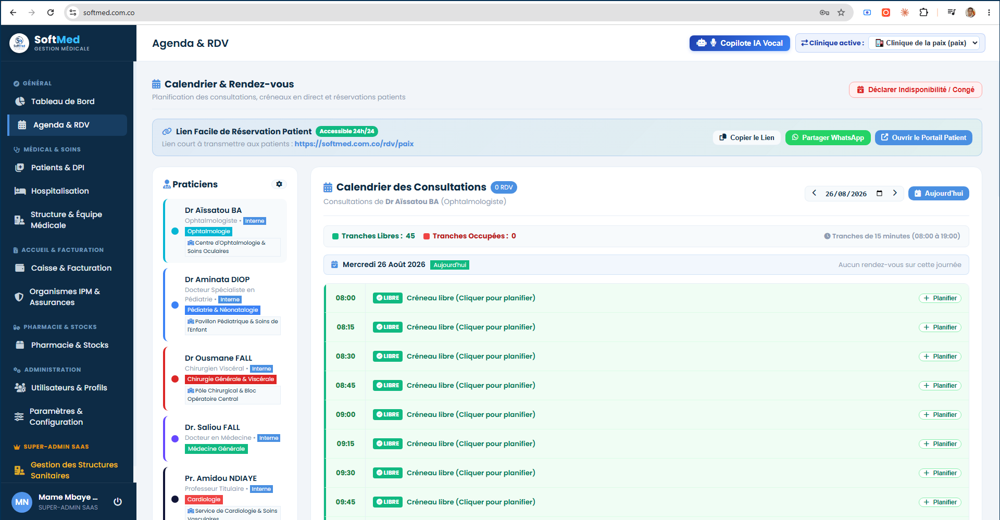 softmed.com.co
SoftMed
GESTION MÉDICALE
Agenda & RDV
Copilote IA Vocal
Clinique active :
Clinique de la paix (paix)
GÉNÉRAL
Tableau de Bord
Agenda & RDV
MÉDICAL & SOINS
Patients & DPI
Hospitalisation
Structure & Équipe
Médicale
ACCUEIL & FACTURATION
Caisse & Facturation
Organismes IPM &
Assurances
PHARMACIE & STOCKS
Pharmacie & Stocks
ADMINISTRATION
Utilisateurs & Profils
Paramètres &
Configuration
SUPER-ADMIN SAAS
Gestion des Structures
Sanitaires
MN
Mame Mbaye ...
SUPER-ADMIN SAAS
Calendrier & Rendez-vous
Planification des consultations, créneaux en direct et réservations patients
Déclarer Indisponibilité / Congé
Lien Facile de Réservation Patient Accessible 24h/24
Lien court à transmettre aux patients : https://softmed.com.co/rdv/paix
Copier le Lien
Partager WhatsApp
Ouvrir le Portail Patient
Praticiens
Dr Aïssatou BA
Ophtalmologiste • Interne
Ophtalmologie
Centre d'Ophtalmologie &
Soins Oculaires
Dr Aminata DIOP
Docteur Spécialiste en
Pédiatrie • Interne
Pédiatrie & Néonatalogie
Pavillon Pédiatrique & Soins de
l'Enfant
Dr Ousmane FALL
Chirurgien Viscéral • Interne
Chirurgie Générale & Viscérale
Pôle Chirurgical & Bloc
Opératoire Central
Dr. Saliou FALL
Docteur en Médecine • Interne
Médecine Générale
Pr. Amidou NDIAYE
Professeur Titulaire • Interne
Cardiologie
Service de Cardiologie & Soins
Vasculaires
Calendrier des Consultations 0 RDV
Consultations de Dr Aïssatou BA (Ophtalmologiste)
26/08/2026
Aujourd'hui
Tranches Libres : 45 Tranches Occupées : 0
Tranches de 15 minutes (08:00 à 19:00)
Mercredi 26 Août 2026 Aujourd'hui
Aucun rendez-vous sur cette journée
08:00 LIBRE Créneau libre (Cliquer pour planifier) + Planifier
08:15 LIBRE Créneau libre (Cliquer pour planifier) + Planifier
08:30 LIBRE Créneau libre (Cliquer pour planifier) + Planifier
08:45 LIBRE Créneau libre (Cliquer pour planifier) + Planifier
09:00 LIBRE Créneau libre (Cliquer pour planifier) + Planifier
09:15 LIBRE Créneau libre (Cliquer pour planifier) + Planifier
09:30 LIBRE Créneau libre (Cliquer pour planifier) + Planifier
09:45 LIBRE Créneau libre (Cliquer pour planifier) + Planifier